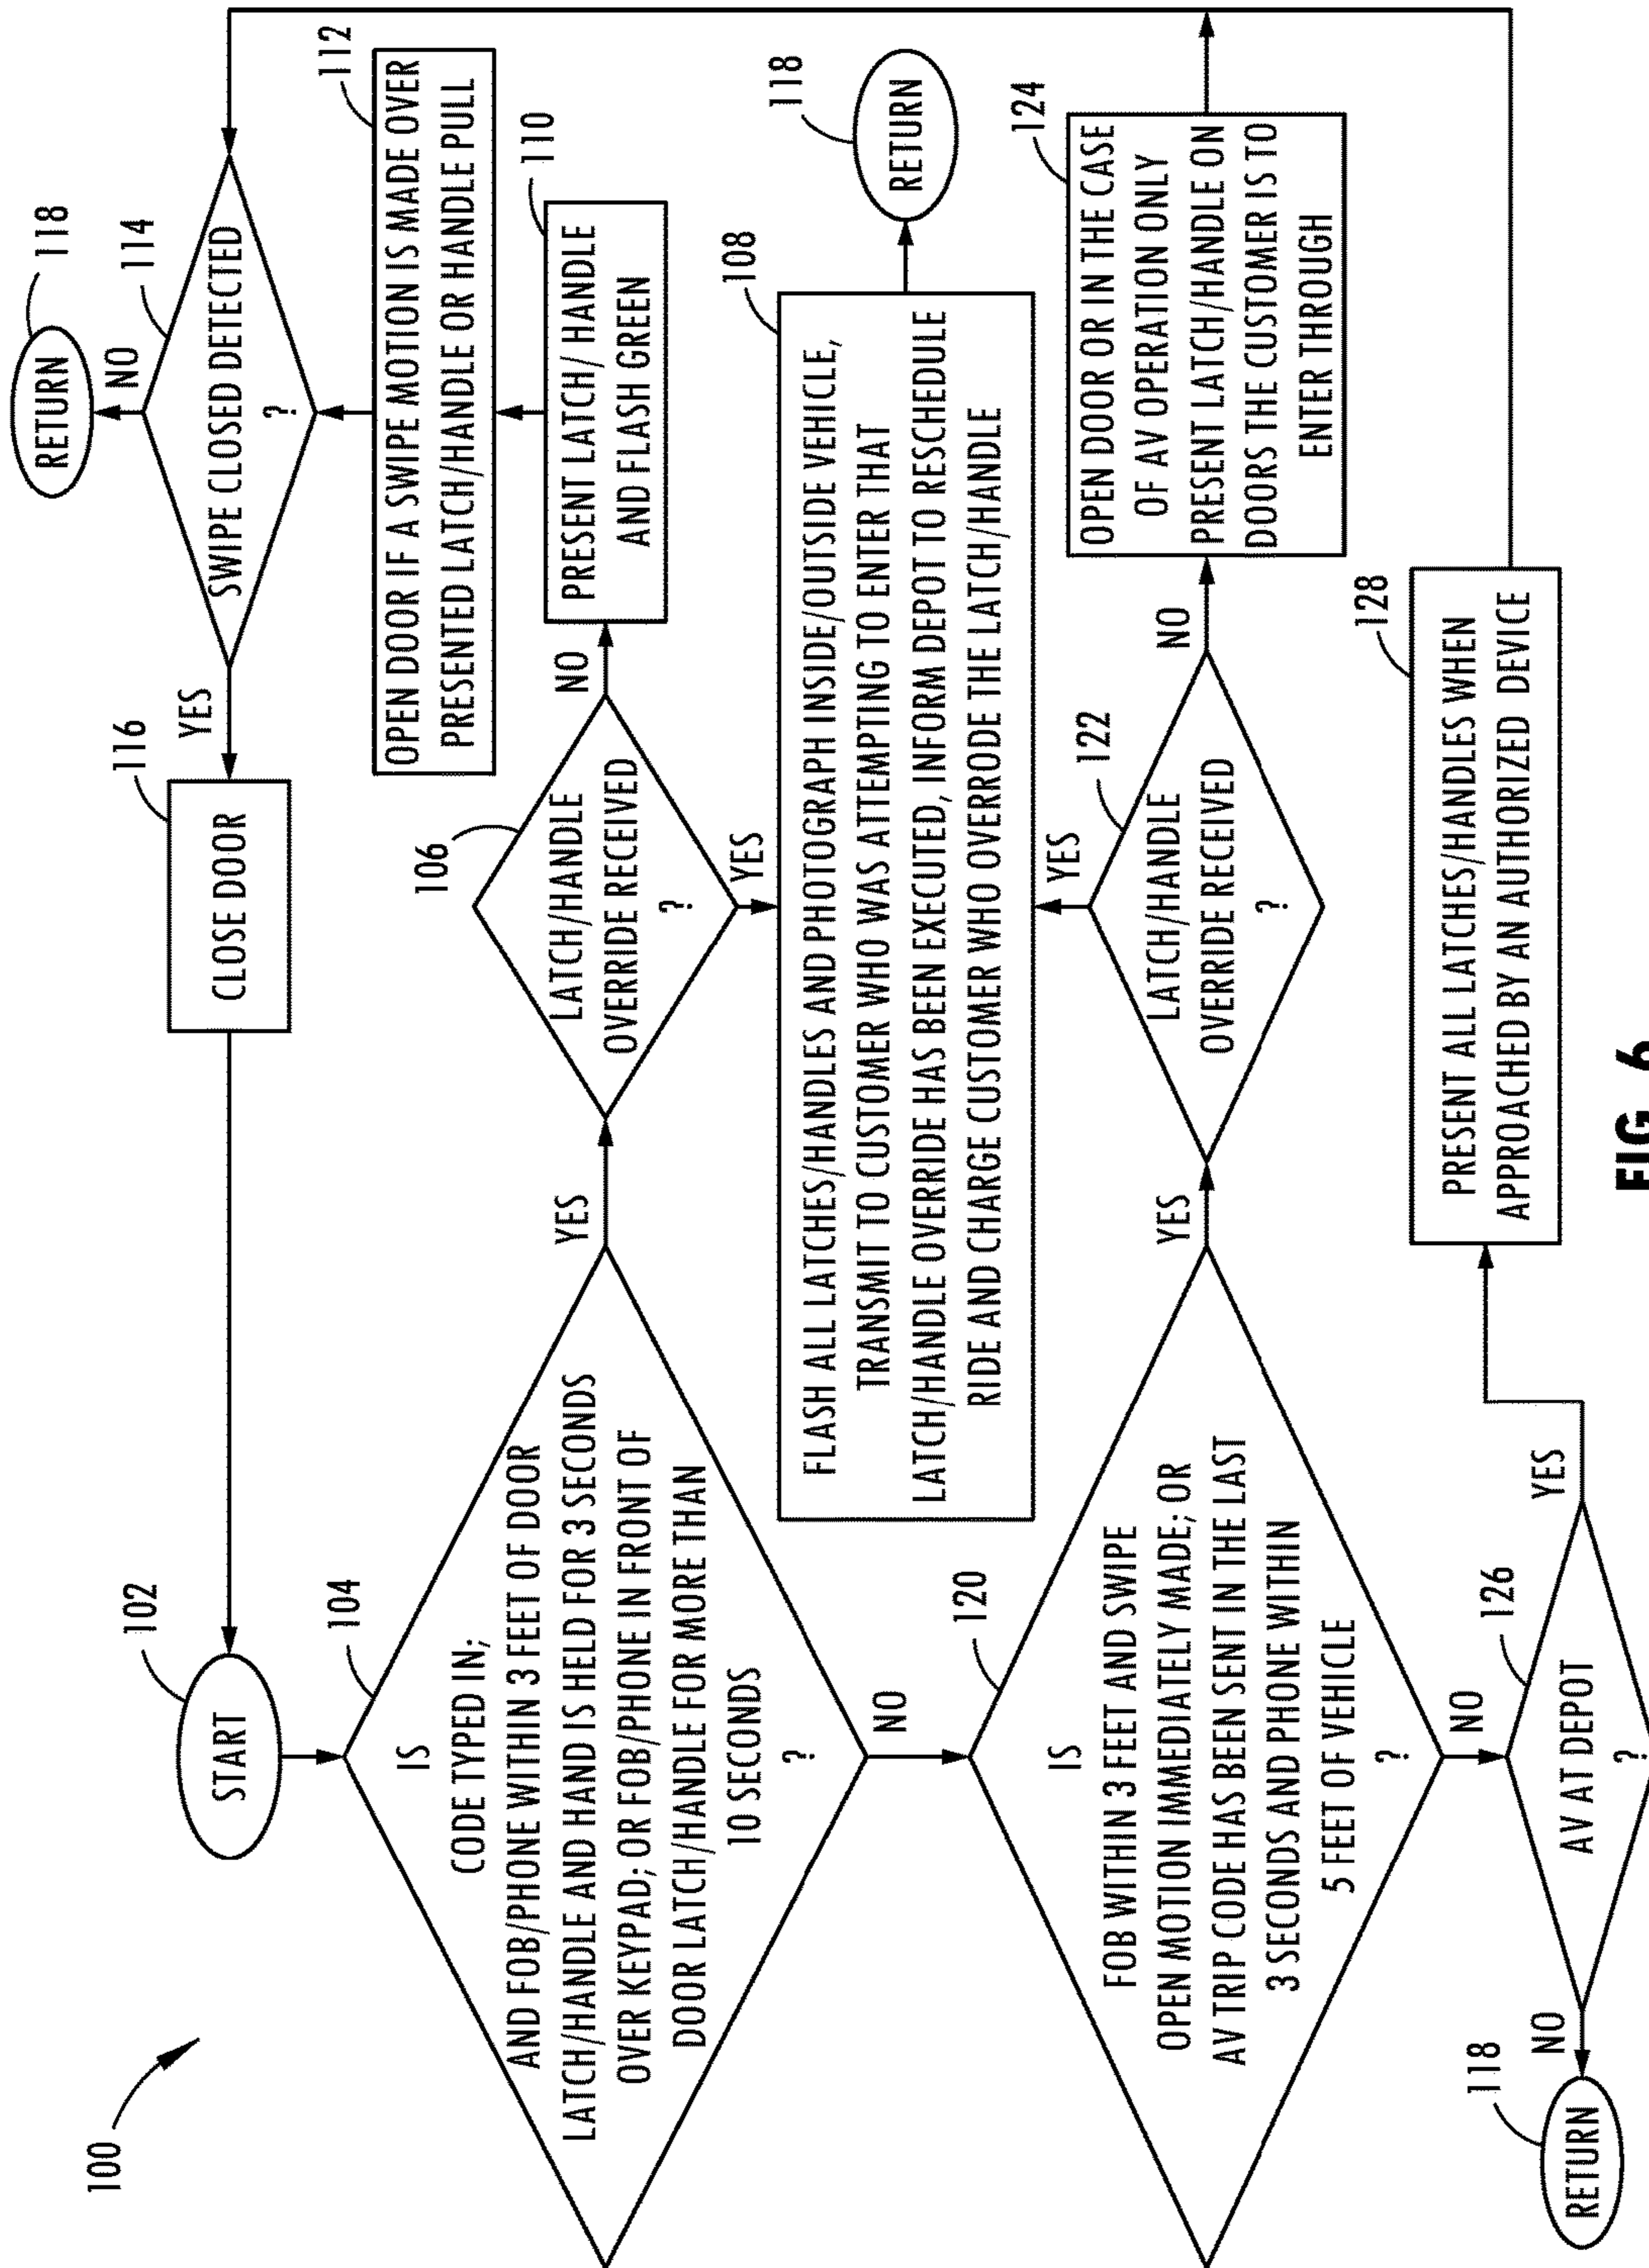 100
102
START
104
IS
CODE TYPED IN;
AND FOB/PHONE WITHIN 3 FEET OF DOOR
LATCH/HANDLE AND HAND IS HELD FOR 3 SECONDS
OVER KEYPAD; OR FOB/PHONE IN FRONT OF
DOOR LATCH/HANDLE FOR MORE THAN
10 SECONDS
?
YES
NO
106
LATCH/HANDLE
OVERRIDE RECEIVED
?
NO
YES
110
PRESENT LATCH/ HANDLE
AND FLASH GREEN
112
OPEN DOOR IF A SWIPE MOTION IS MADE OVER
PRESENTED LATCH/HANDLE OR HANDLE PULL
114
SWIPE CLOSED DETECTED
?
NO
118
RETURN
YES
116
CLOSE DOOR
108
FLASH ALL LATCHES/HANDLES AND PHOTOGRAPH INSIDE/OUTSIDE VEHICLE,
TRANSMIT TO CUSTOMER WHO WAS ATTEMPTING TO ENTER THAT
LATCH/HANDLE OVERRIDE HAS BEEN EXECUTED, INFORM DEPOT TO RESCHEDULE
RIDE AND CHARGE CUSTOMER WHO OVERRODE THE LATCH/HANDLE
118
RETURN
120
IS
FOB WITHIN 3 FEET AND SWIPE
OPEN MOTION IMMEDIATELY MADE; OR
AV TRIP CODE HAS BEEN SENT IN THE LAST
3 SECONDS AND PHONE WITHIN
5 FEET OF VEHICLE
?
YES
NO
122
LATCH/HANDLE
OVERRIDE RECEIVED
?
YES
NO
124
OPEN DOOR OR IN THE CASE
OF AV OPERATION ONLY
PRESENT LATCH/HANDLE ON
DOORS THE CUSTOMER IS TO
ENTER THROUGH
126
AV AT DEPOT
?
YES
NO
118
RETURN
128
PRESENT ALL LATCHES/HANDLES WHEN
APPROACHED BY AN AUTHORIZED DEVICE
FIG. 6